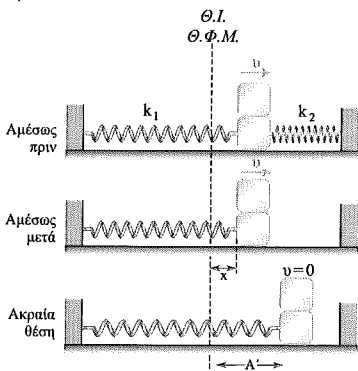 Θ.Ι.
Θ.Φ.Μ.
υ
k₁
k₂
Αμέσως
πριν
υ
Αμέσως
μετά
x
υ=0
Ακραία
θέση
Α′